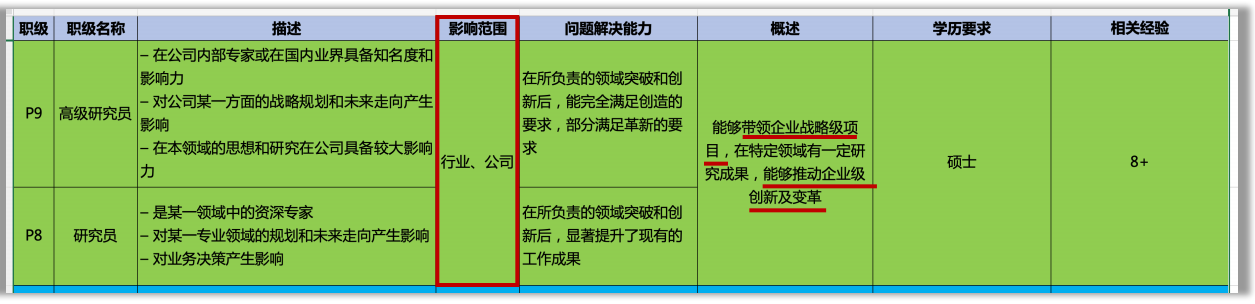 职级 职级名称 描述 影响范围 问题解决能力 概述 学历要求 相关经验
P9
高级研究员
– 在公司内部专家或在国内业界具备知名度和
影响力
– 对公司某一方面的战略规划和未来走向产生
影响
– 在本领域的思想和研究在公司具备较大影响
力
行业、公司
在所负责的领域突破和创
新后，能完全满足创造的
要求，部分满足革新的要
求
能够带领企业战略级项
目，在特定领域有一定研
究成果，能够推动企业级
创新及变革
硕士
8+
P8
研究员
– 是某一领域中的资深专家
– 对某一专业领域的规划和未来走向产生影响
– 对业务决策产生影响
在所负责的领域突破和创
新后，显著提升了现有的
工作成果